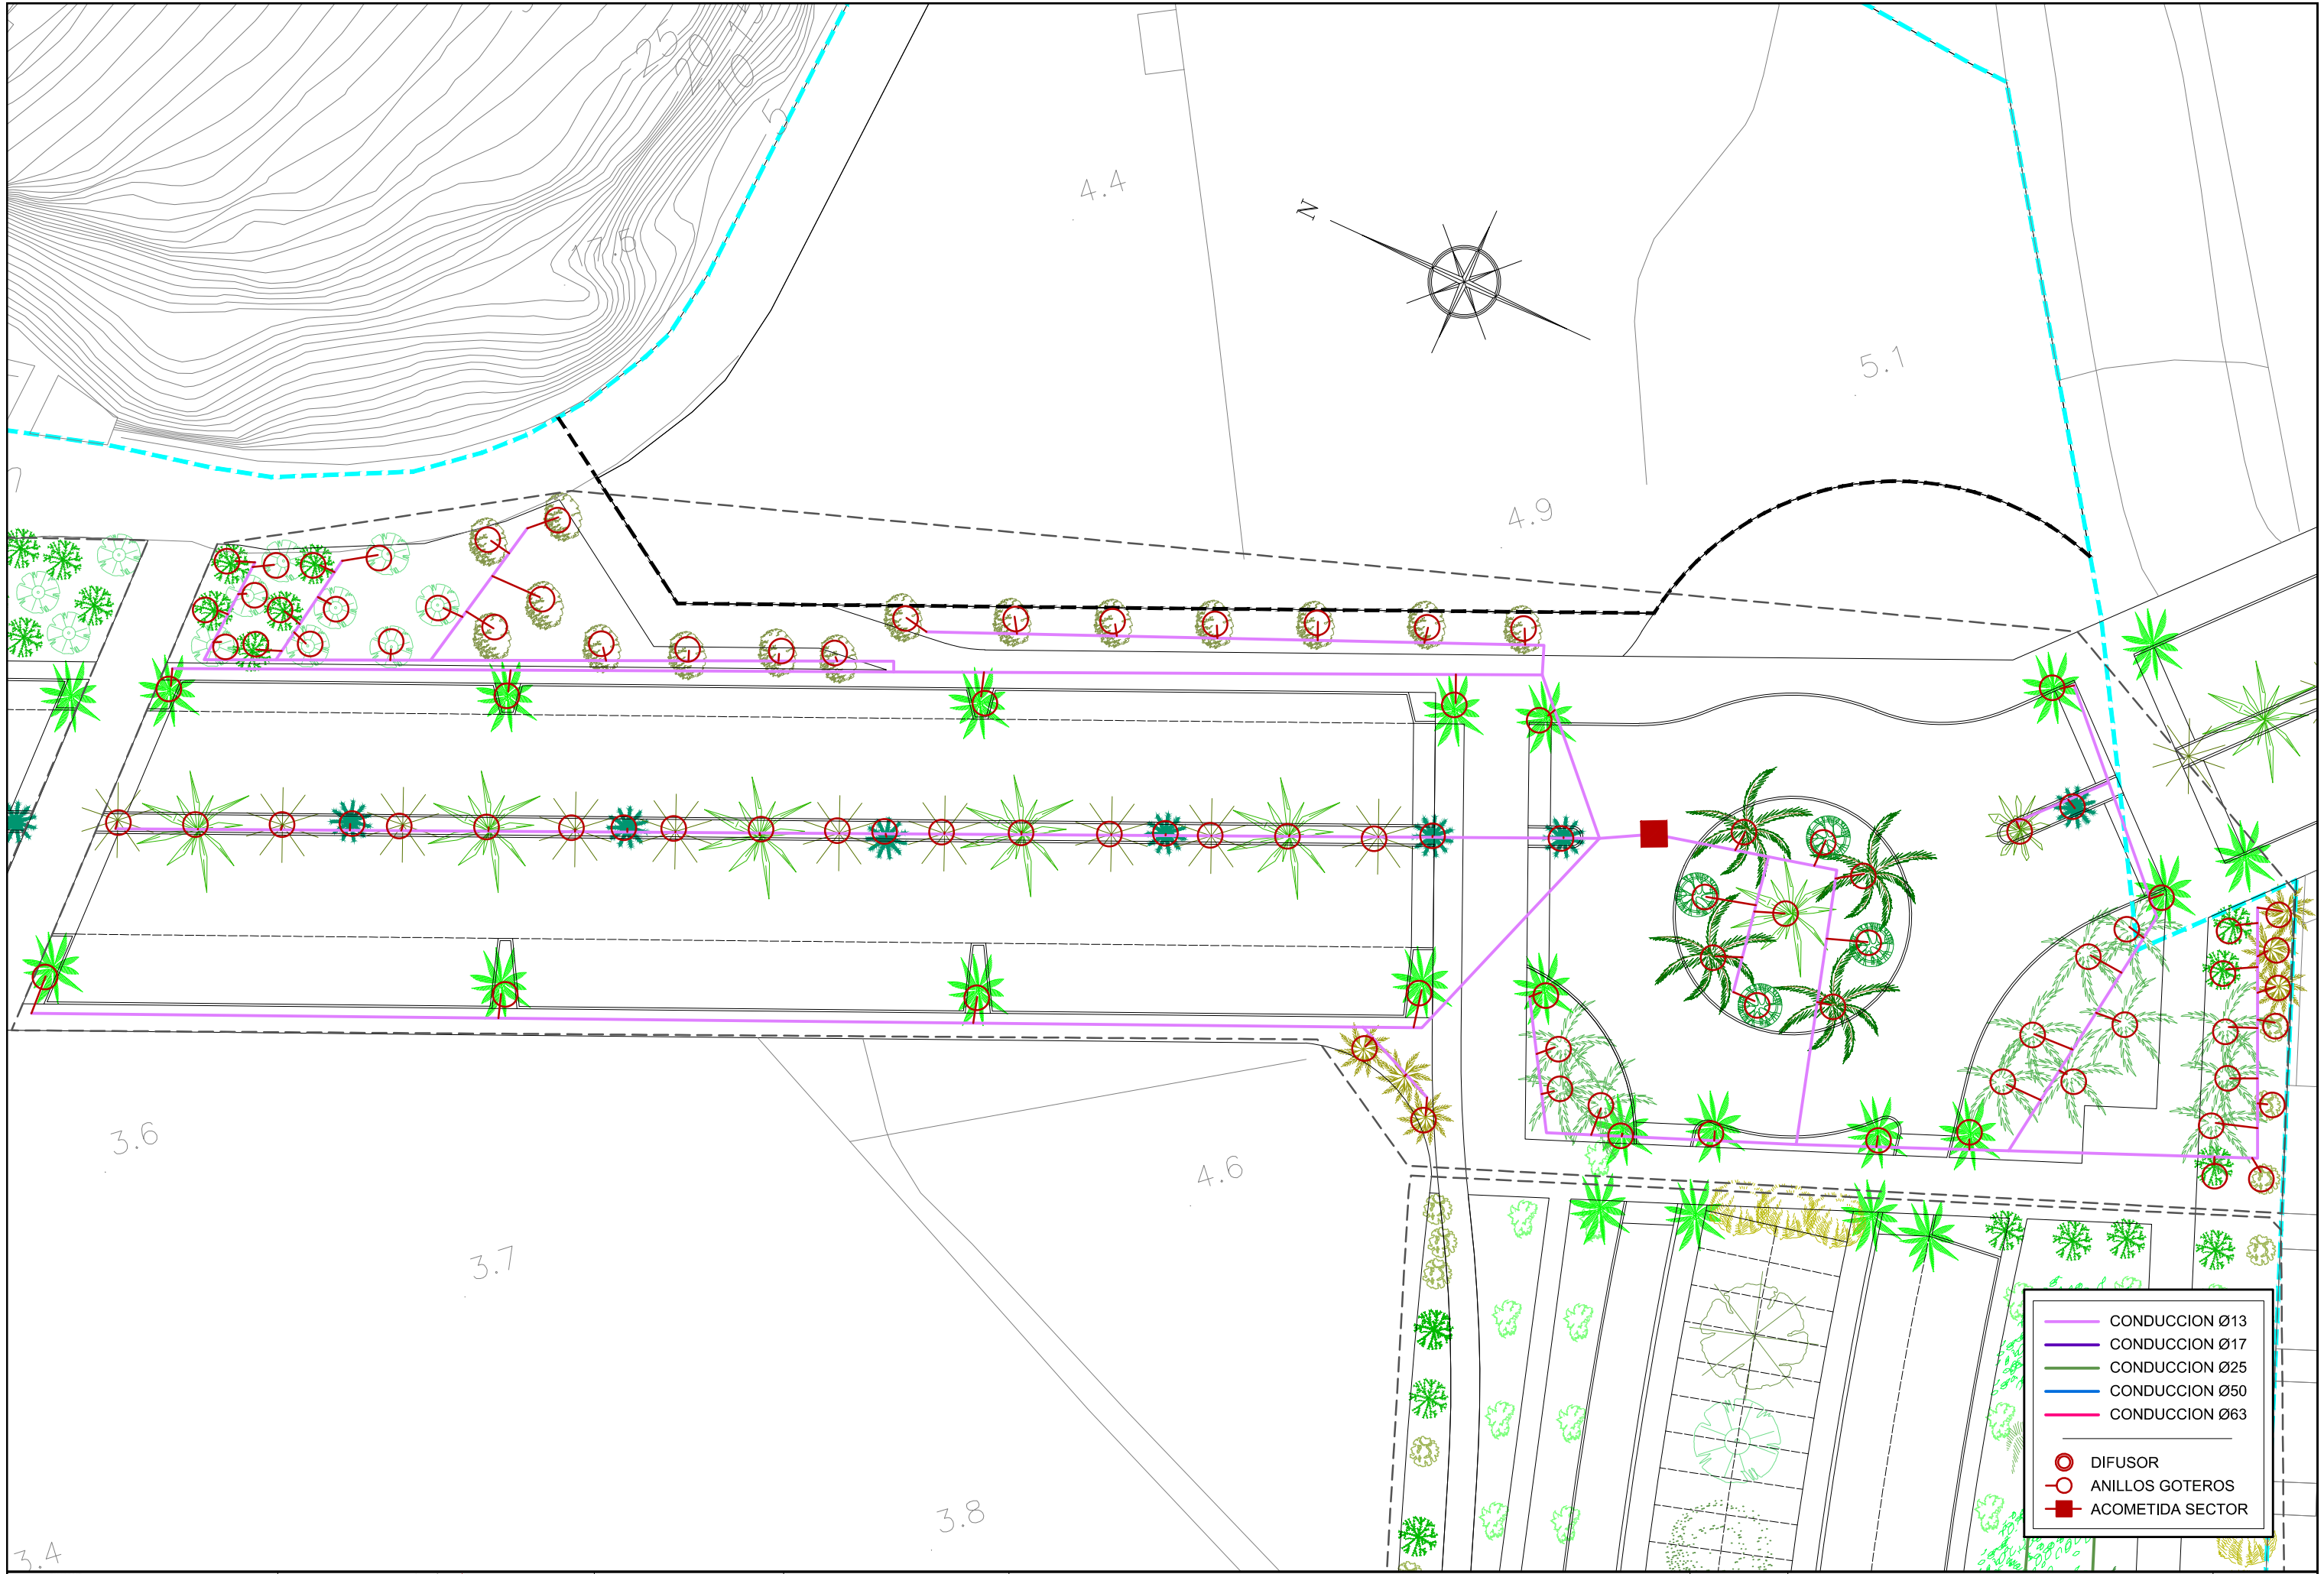 25
20
10
5
17.5
4.4
N
5.1
4.9
3.6
4.6
3.7
3.8
3.4
CONDUCCION Ø13
CONDUCCION Ø17
CONDUCCION Ø25
CONDUCCION Ø50
CONDUCCION Ø63
DIFUSOR
ANILLOS GOTEROS
ACOMETIDA SECTOR